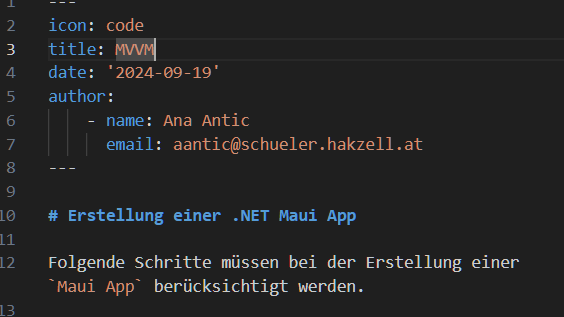 1 ---
2 icon: code
3 title: MVVM
4 date: '2024-09-19'
5 author:
6 - name: Ana Antic
7 email: aantic@schueler.hakzell.at
8 ---
9
10 # Erstellung einer .NET Maui App
11
12 Folgende Schritte müssen bei der Erstellung einer
`Maui App` berücksichtigt werden.
13